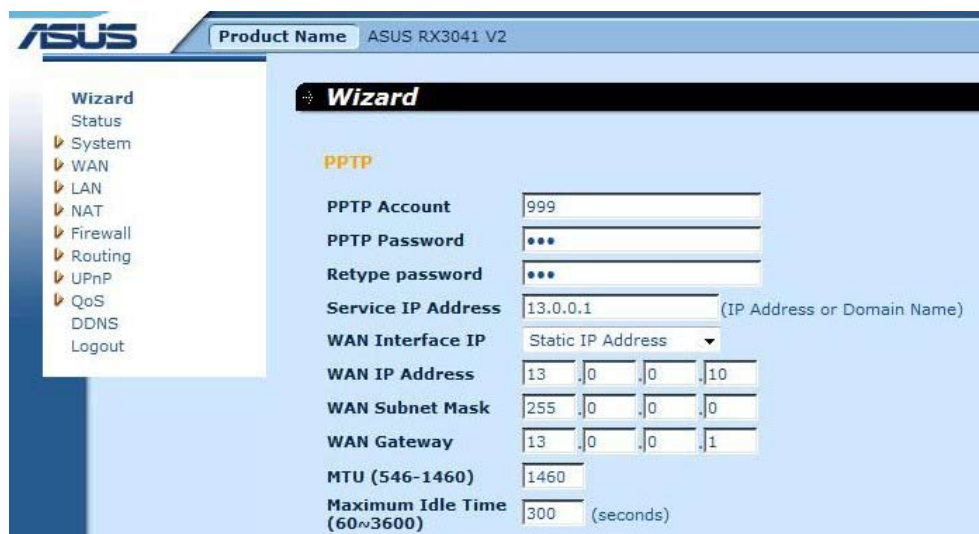 ASUS
Product Name ASUS RX3041 V2
Wizard
Status
System
WAN
LAN
NAT
Firewall
Routing
UPnP
QoS
DDNS
Logout
Wizard
PPTP
PPTP Account 999
PPTP Password •••
Retype password •••
Service IP Address 13.0.0.1 (IP Address or Domain Name)
WAN Interface IP Static IP Address
WAN IP Address 13 .0 .0 .10
WAN Subnet Mask 255 .0 .0 .0
WAN Gateway 13 .0 .0 .1
MTU (546-1460) 1460
Maximum Idle Time
(60~3600) 300 (seconds)